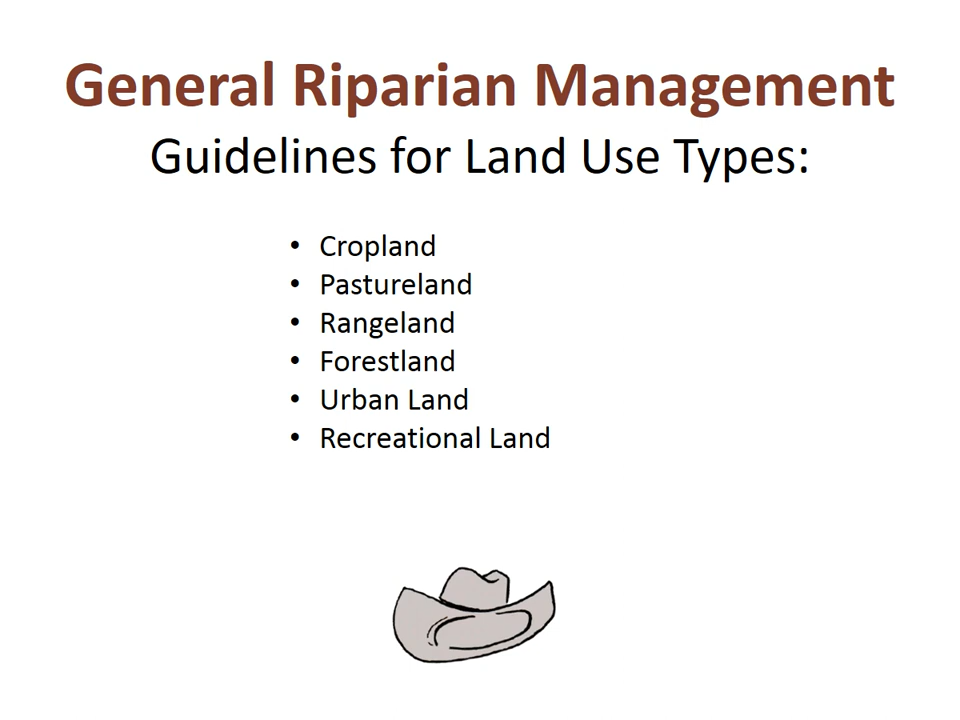 General Riparian Management
Guidelines for Land Use Types:
• Cropland
• Pastureland
• Rangeland
• Forestland
• Urban Land
• Recreational Land